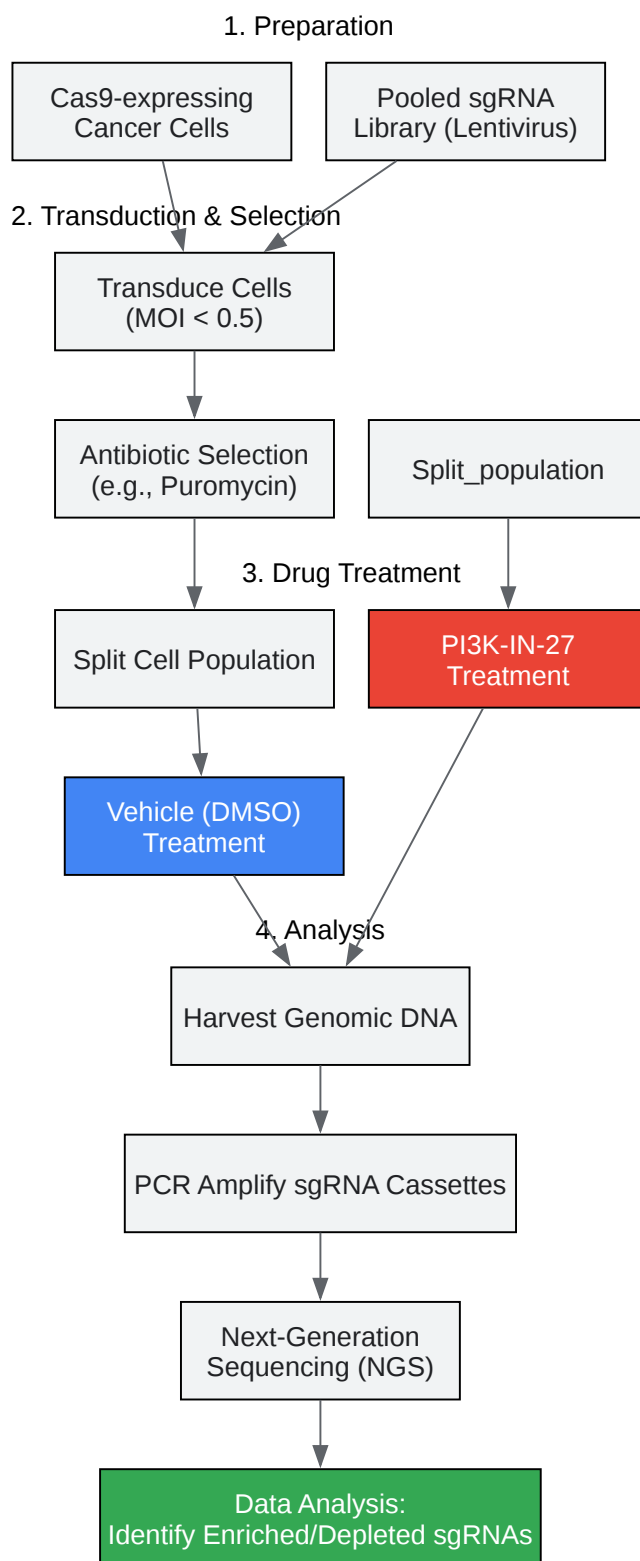 1. Preparation
Cas9-expressing
Cancer Cells
Pooled sgRNA
Library (Lentivirus)
2. Transduction & Selection
Transduce Cells
(MOI < 0.5)
Antibiotic Selection
(e.g., Puromycin)
Split_population
3. Drug Treatment
Split Cell Population
PI3K-IN-27
Treatment
Vehicle (DMSO)
Treatment
4. Analysis
Harvest Genomic DNA
PCR Amplify sgRNA Cassettes
Next-Generation
Sequencing (NGS)
Data Analysis:
Identify Enriched/Depleted sgRNAs